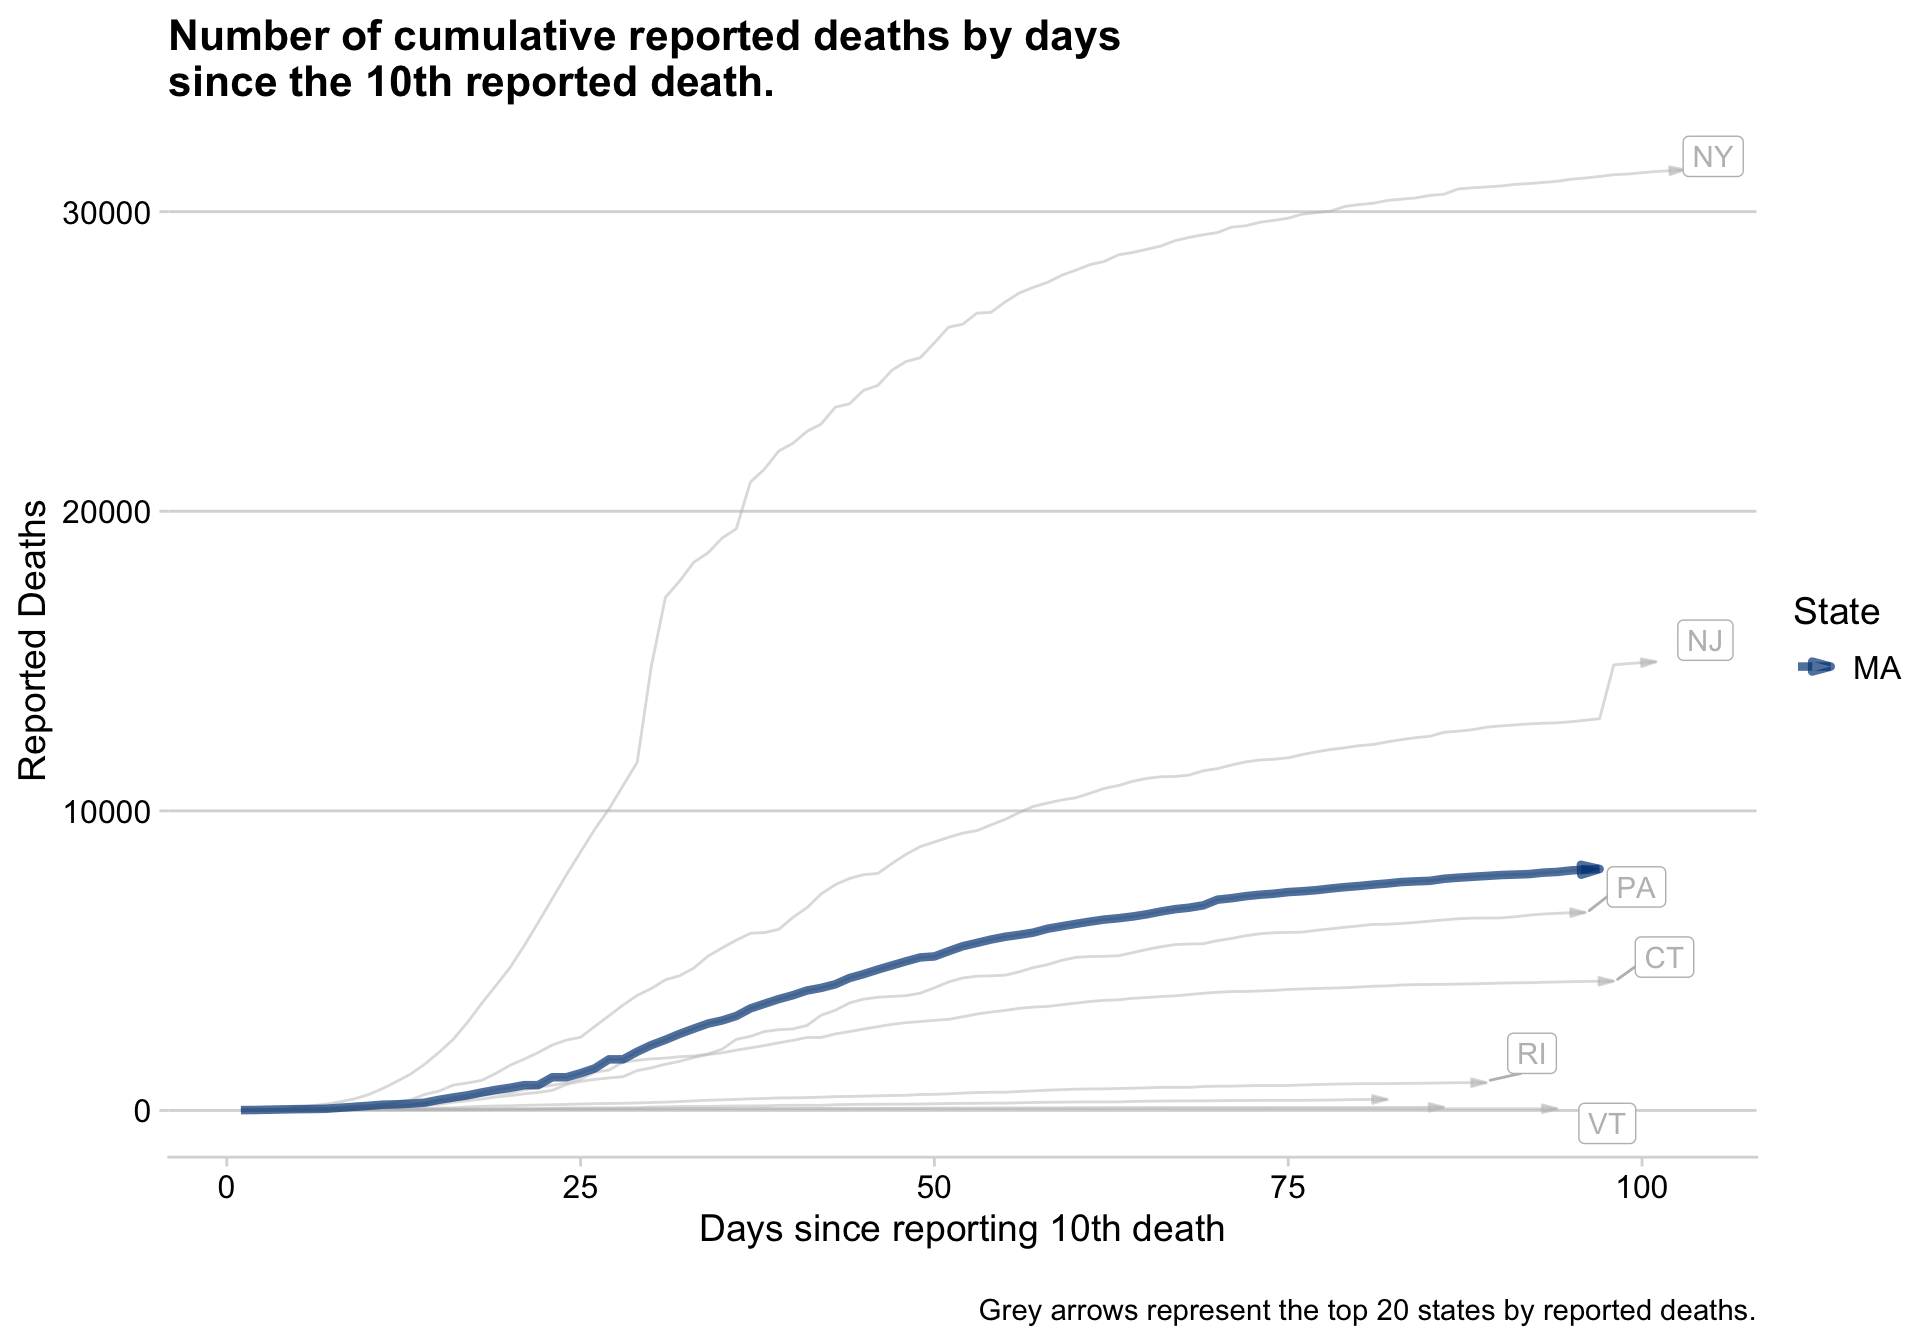 Number of cumulative reported deaths by days
since the 10th reported death.
NY
30000
20000
Reported Deaths
State
NJ
MA
10000
PA
CT
RI
0
VT
0 25 50 75 100
Days since reporting 10th death
Grey arrows represent the top 20 states by reported deaths.